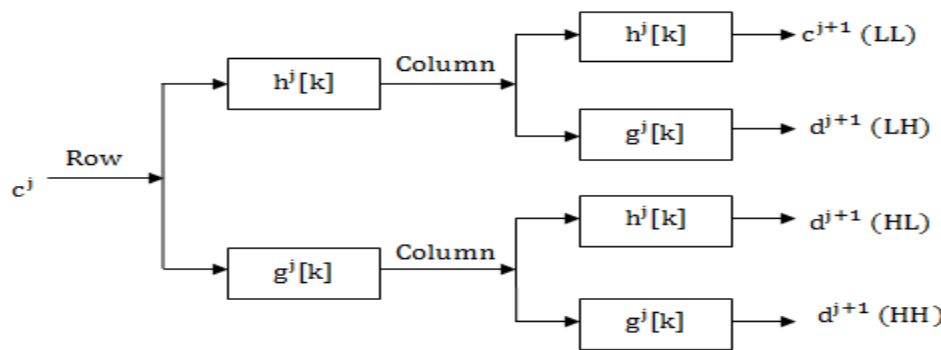 h^j[k]
c^{j+1} (LL)
h^j[k]
Column
g^j[k]
d^{j+1} (LH)
Row
c^j
h^j[k]
d^{j+1} (HL)
g^j[k]
Column
g^j[k]
d^{j+1} (HH)